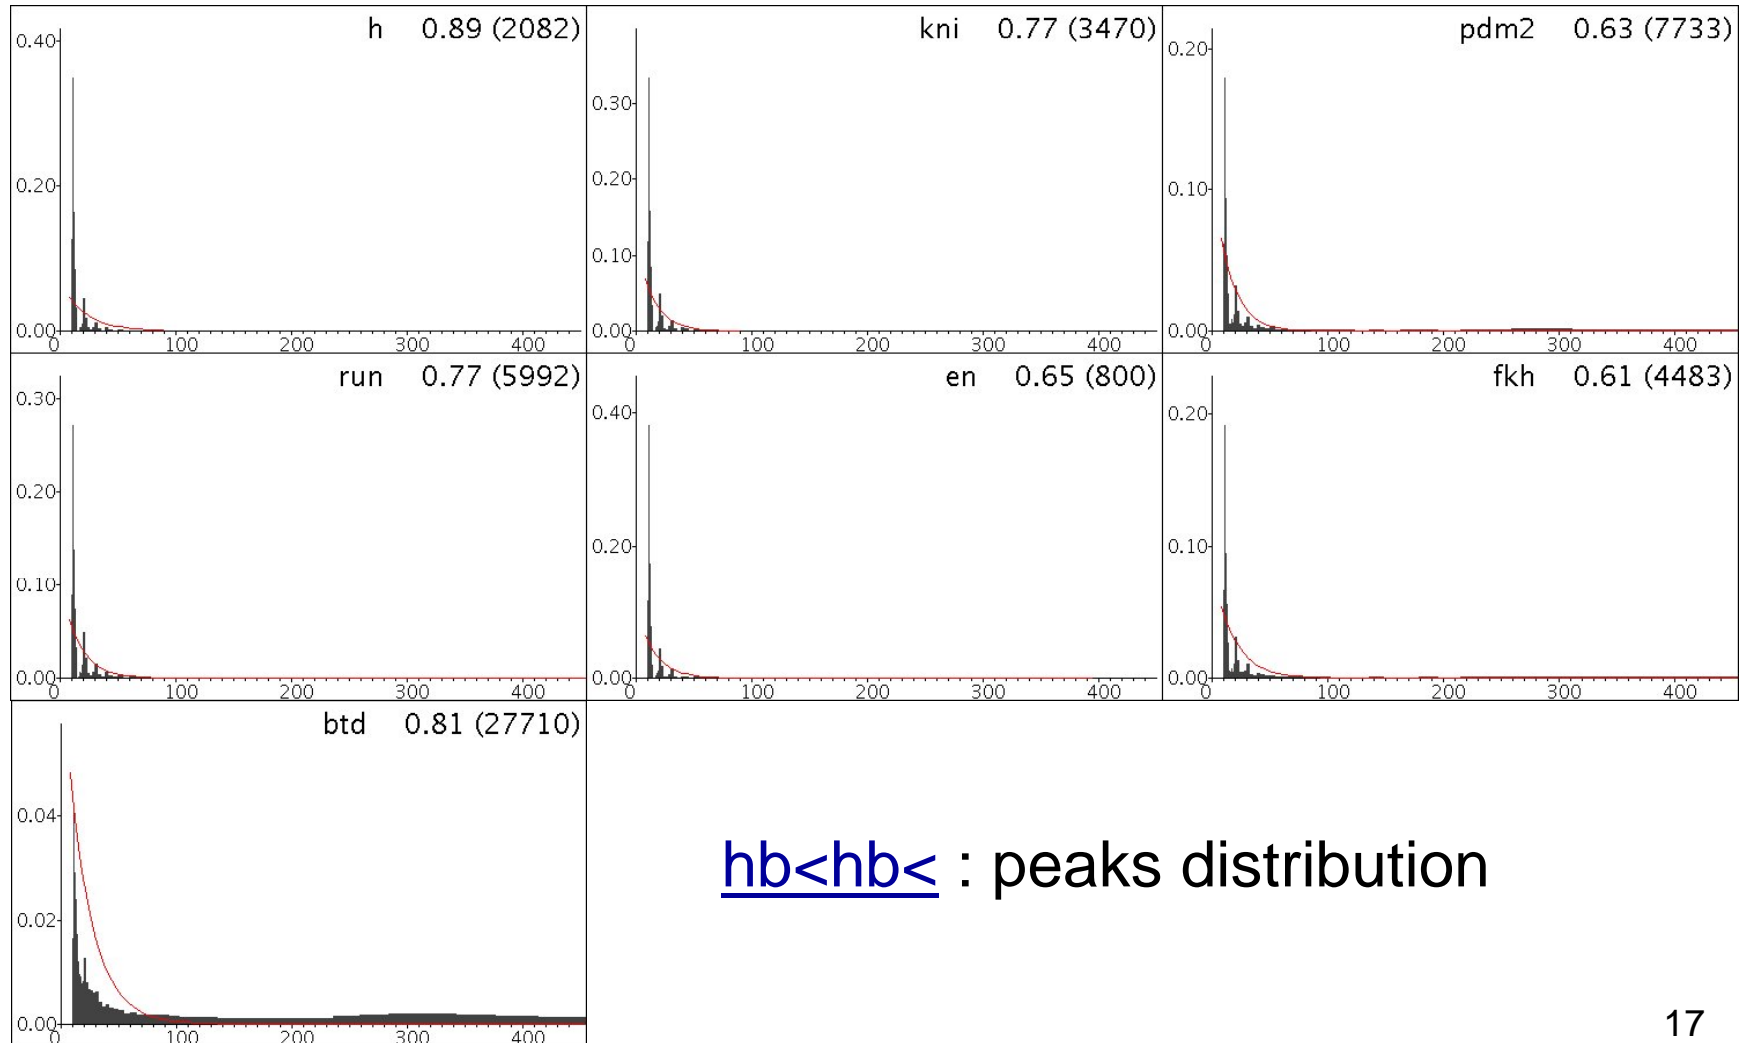 h 0.89 (2082)
0.40
0.20
0.00
0 100 200 300 400
kni 0.77 (3470)
0.30
0.20
0.10
0.00
0 100 200 300 400
pdm2 0.63 (7733)
0.20
0.10
0.00
0 100 200 300 400
run 0.77 (5992)
0.30
0.20
0.10
0.00
0 100 200 300 400
en 0.65 (800)
0.40
0.20
0.00
0 100 200 300 400
fkh 0.61 (4483)
0.20
0.10
0.00
0 100 200 300 400
btd 0.81 (27710)
0.04
0.02
0.00
0 100 200 300 400
hb<hb< : peaks distribution
17